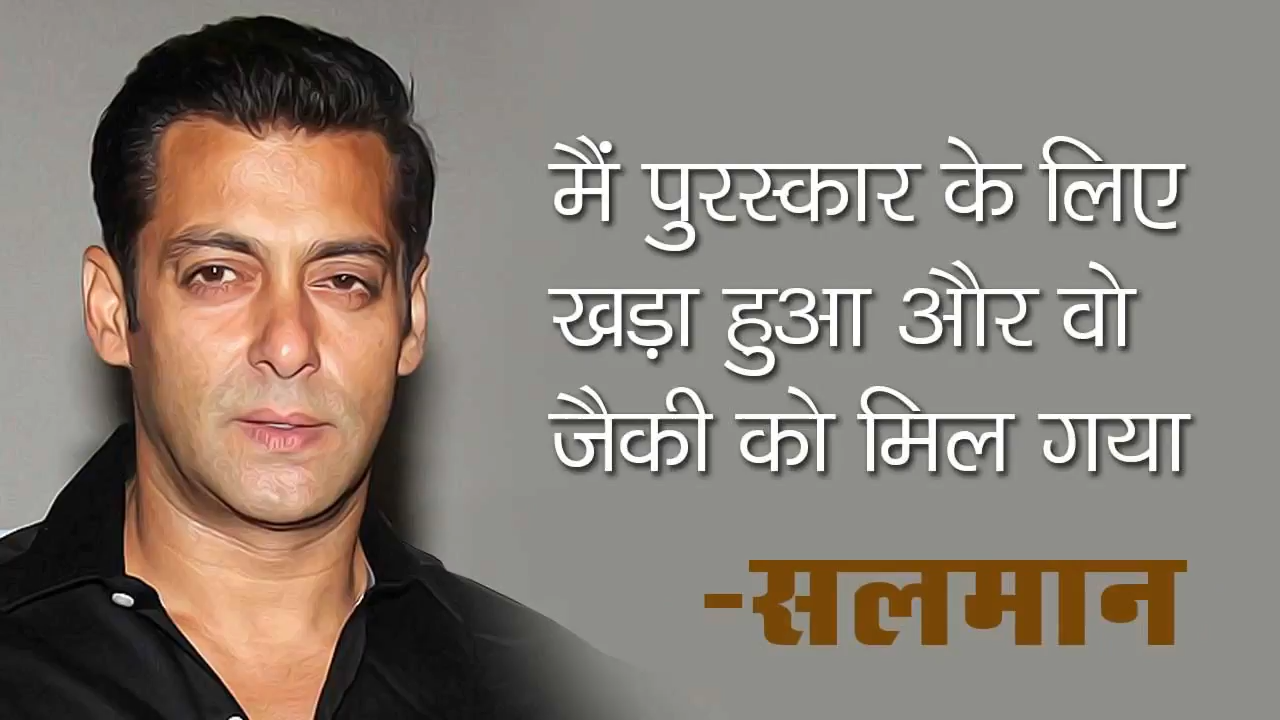 मैं पुरस्कार के लिए
खड़ा हुआ और वो
जैकी को मिल गया
-सलमान